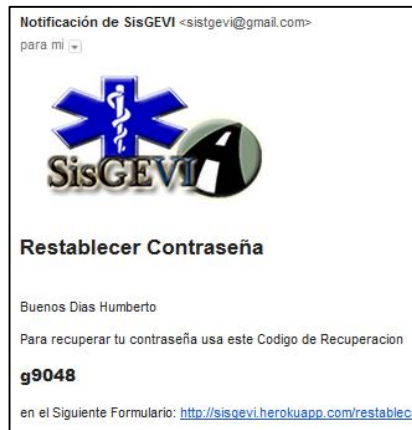 Notificación de SisGEVI <sistgevi@gmail.com>
para mi
SisGEVI
Restablecer Contraseña
Buenos Dias Humberto
Para recuperar tu contraseña usa este Codigo de Recuperacion
g9048
en el Siguiente Formulario: http://sisgevi.herokuapp.com/restablec